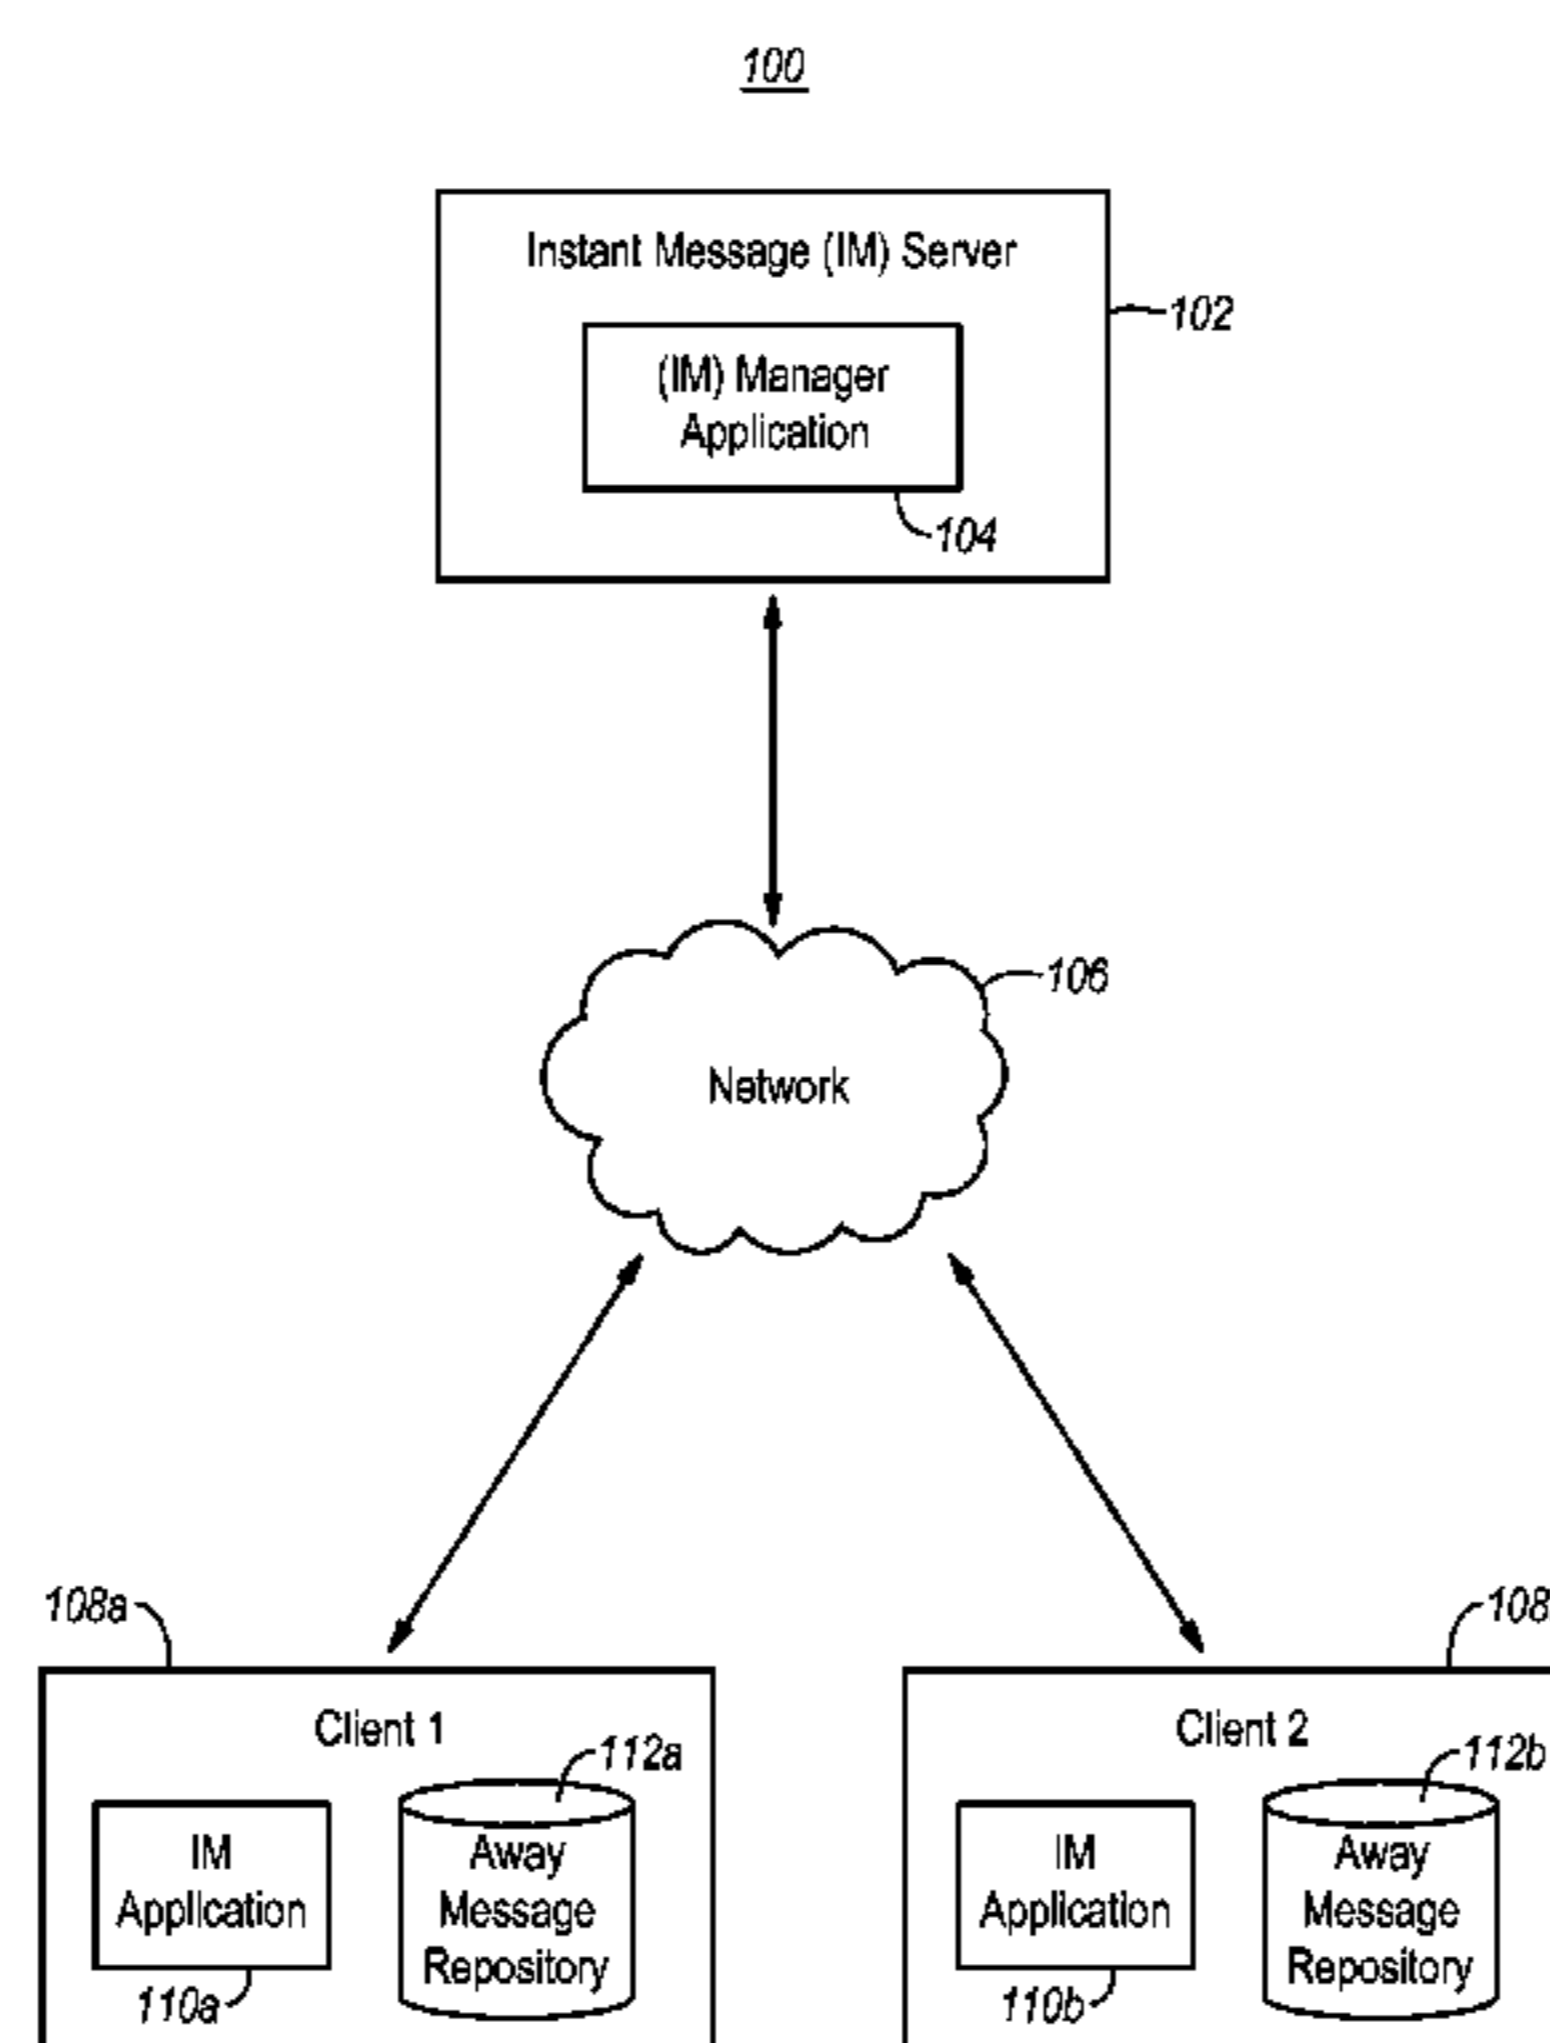 100
Instant Message (IM) Server
102
(IM) Manager
Application
104
106
Network
108a
108
Client 1
112a
Client 2
112b
IM
Application
Away
Message
Repository
IM
Application
Away
Message
Repository
110a
110b